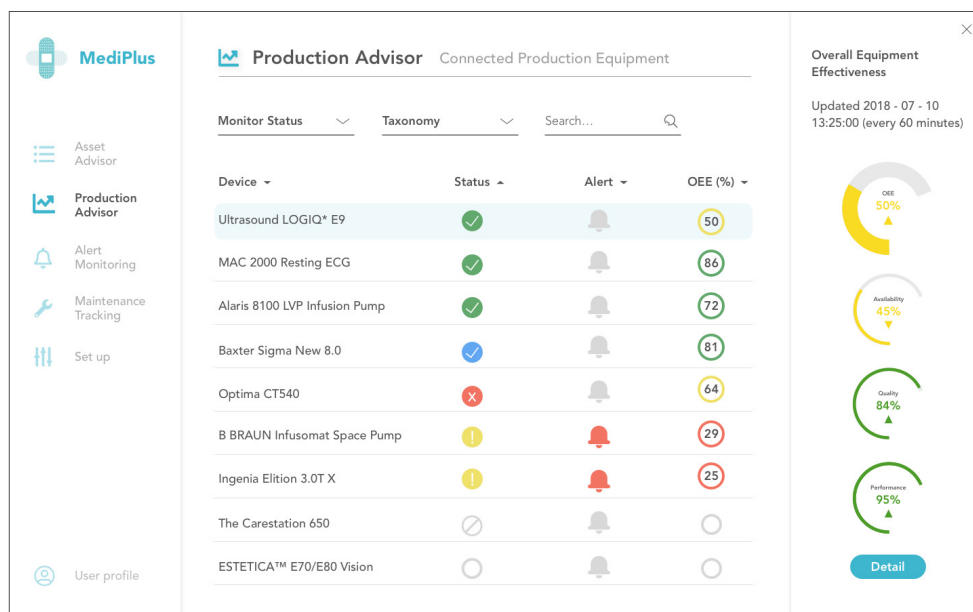 MediPlus
Asset
Advisor
Production
Advisor
Alert
Monitoring
Maintenance
Tracking
Set up
User profile
Production Advisor Connected Production Equipment
Monitor Status Taxonomy Search...
Device Status Alert OEE (%)
Ultrasound LOGIQ* E9 50
MAC 2000 Resting ECG 86
Alaris 8100 LVP Infusion Pump 72
Baxter Sigma New 8.0 81
Optima CT540 X 64
B BRAUN Infusomat Space Pump ! 29
Ingenia Elition 3.0T X ! 25
The Carestation 650
ESTETICA™ E70/E80 Vision
Overall Equipment
Effectiveness
Updated 2018 - 07 - 10
13:25:00 (every 60 minutes)
OEE
50%
Availability
45%
Quality
84%
Performance
95%
Detail